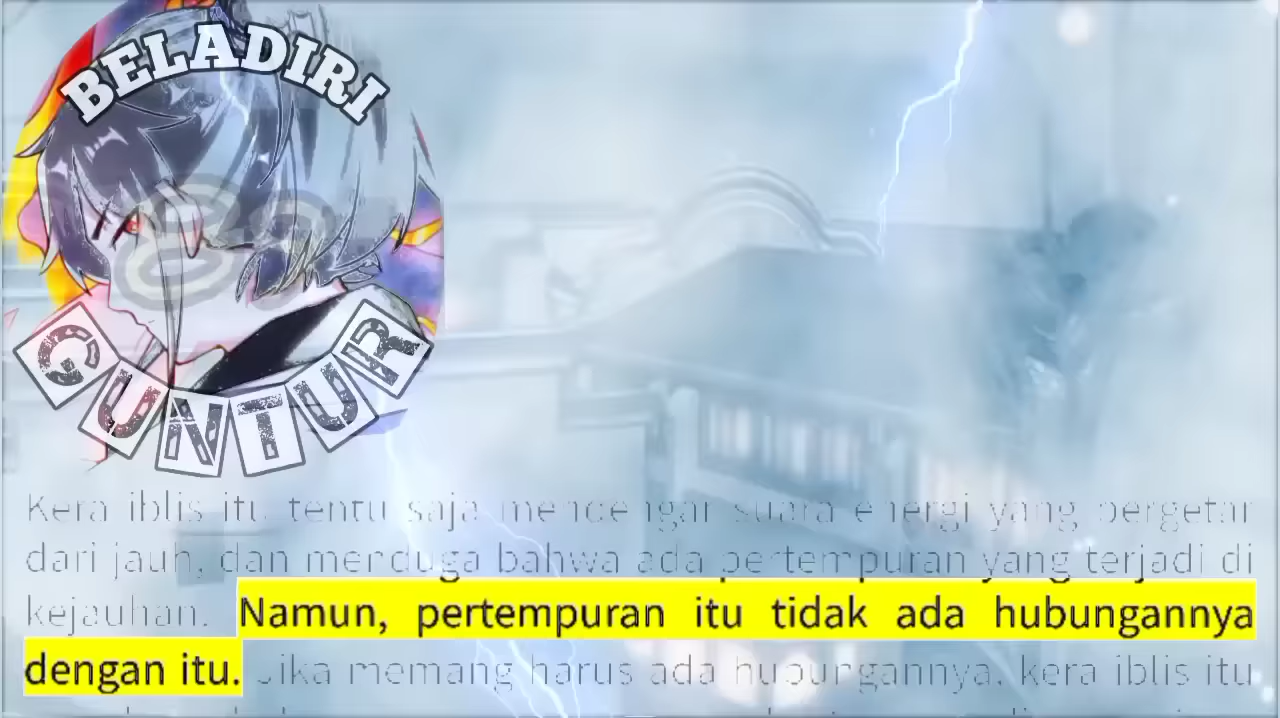 BELADIRI
GUNTUR
Kera iblis itu tentu saja mendengar suara energi yang bergetar
dari jauh, dan menduga bahwa ada pertempuran yang terjadi di
kejauhan. Namun, pertempuran itu tidak ada hubungannya
dengan itu. Jika memang harus ada hubungannya, kera iblis itu